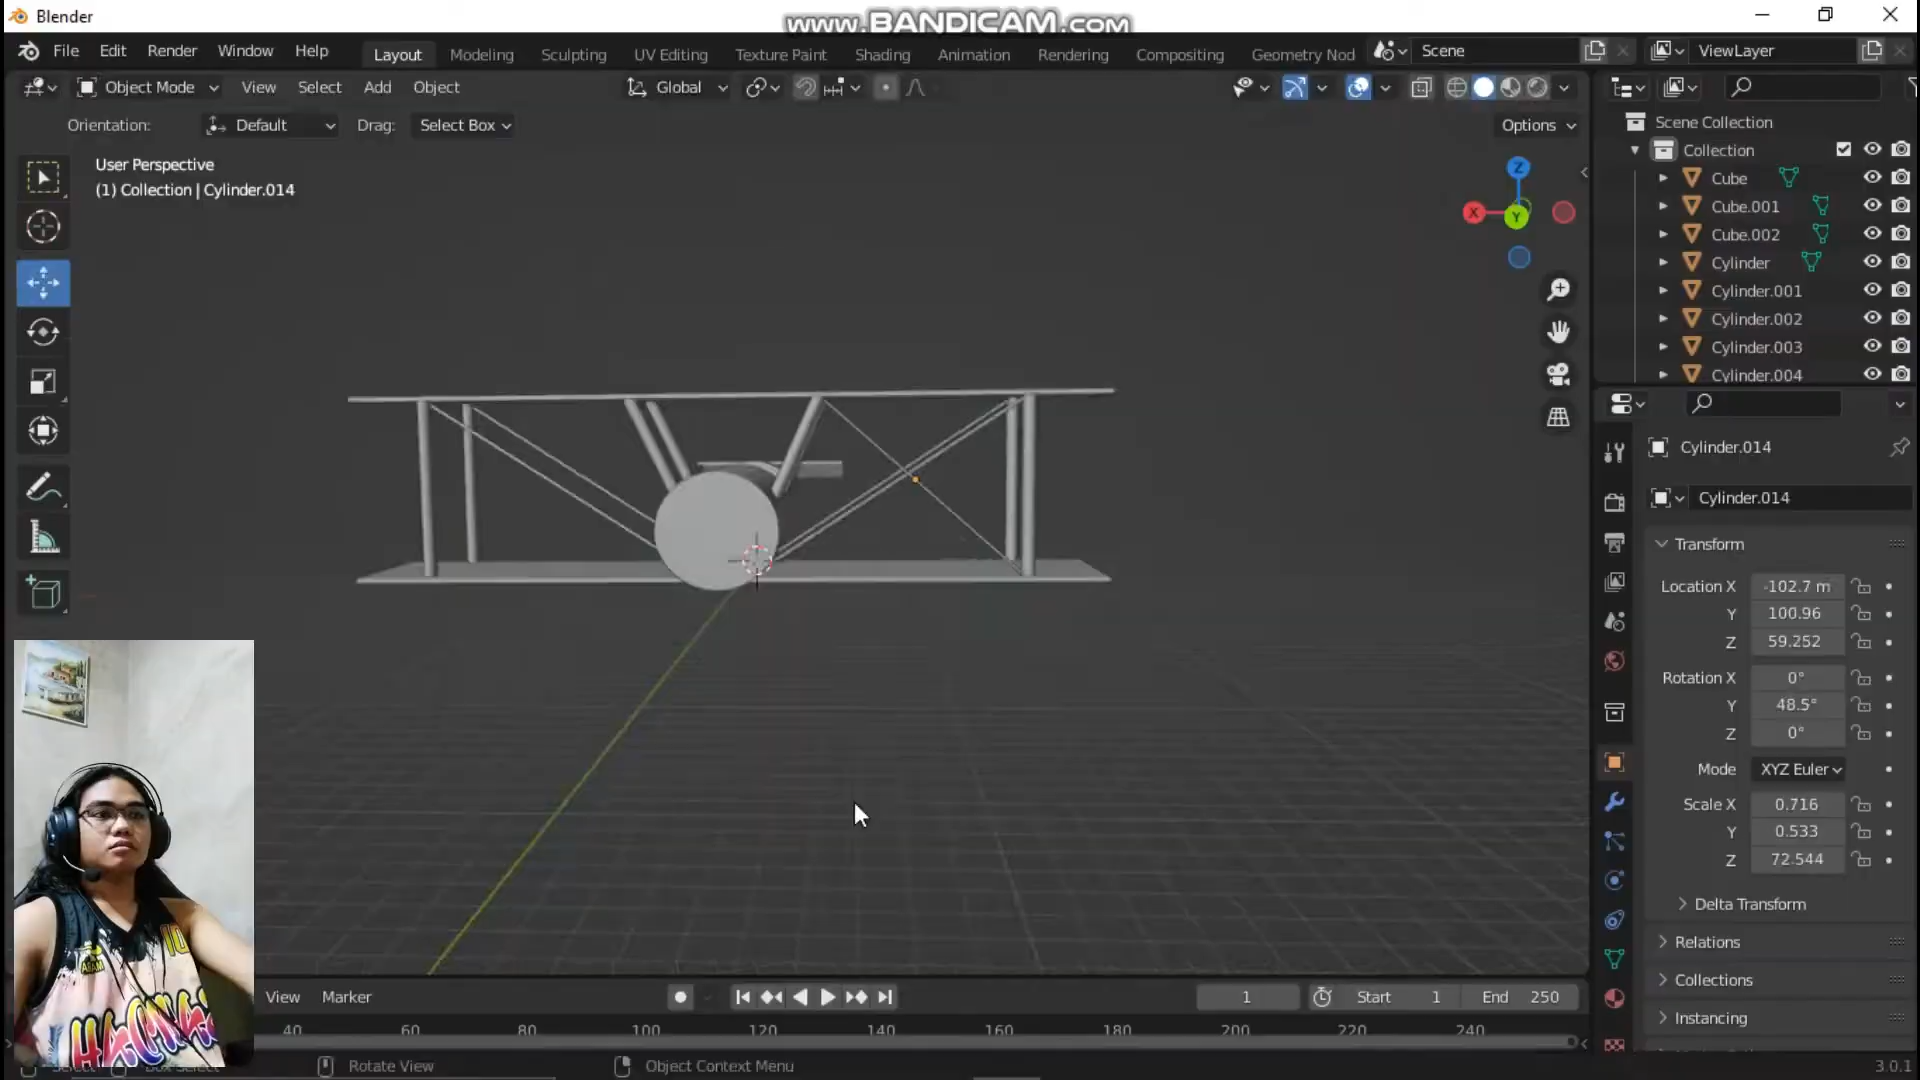 Blender
www.BANDICAM.com
File Edit Render Window Help
Layout Modeling Sculpting UV Editing Texture Paint Shading Animation Rendering Compositing Geometry Nod
Scene
ViewLayer
Object Mode View Select Add Object
Global
Orientation: Default Drag: Select Box
Options
User Perspective
(1) Collection | Cylinder.014
Z
X
Y
Scene Collection
Collection
Cube
Cube.001
Cube.002
Cylinder
Cylinder.001
Cylinder.002
Cylinder.003
Cylinder.004
Cylinder.014
Cylinder.014
Transform
Location X -102.7 m
Y 100.96
Z 59.252
Rotation X 0°
Y 48.5°
Z 0°
Mode XYZ Euler
Scale X 0.716
Y 0.533
Z 72.544
Delta Transform
Relations
Collections
Instancing
View Marker
1
Start 1
End 250
40 60 80 100 120 140 160 180 200 220 240
Rotate View
Object Context Menu
3.0.1